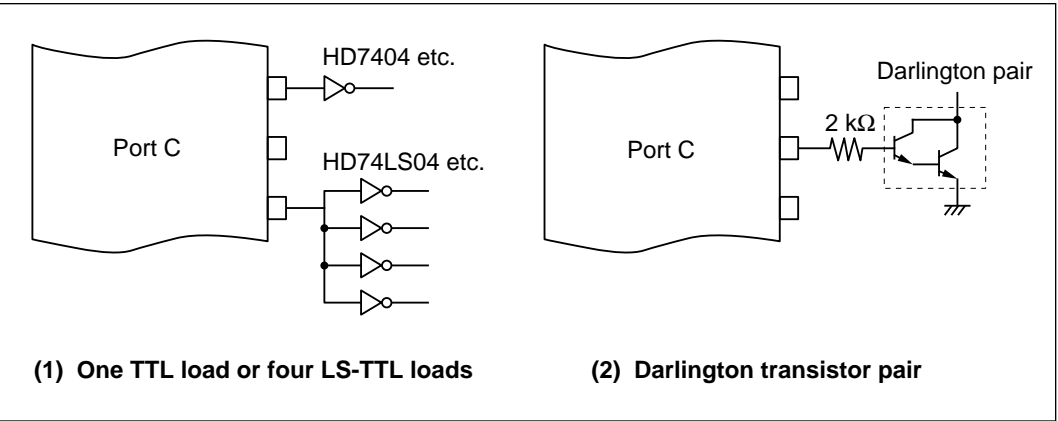 HD7404 etc.
Port C
HD74LS04 etc.
(1) One TTL load or four LS-TTL loads
Darlington pair
2 kΩ
Port C
(2) Darlington transistor pair